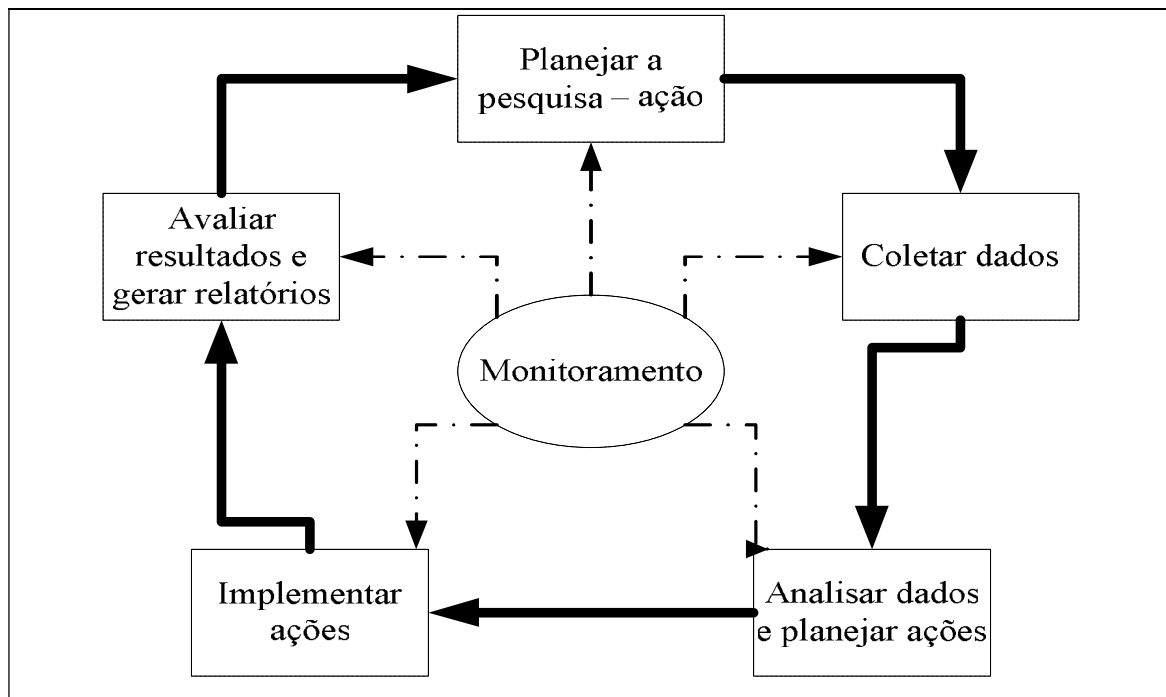 Planejar a
pesquisa – ação
Avaliar
resultados e
gerar relatórios
Coletar dados
Monitoramento
Implementar
ações
Analisar dados
e planejar ações